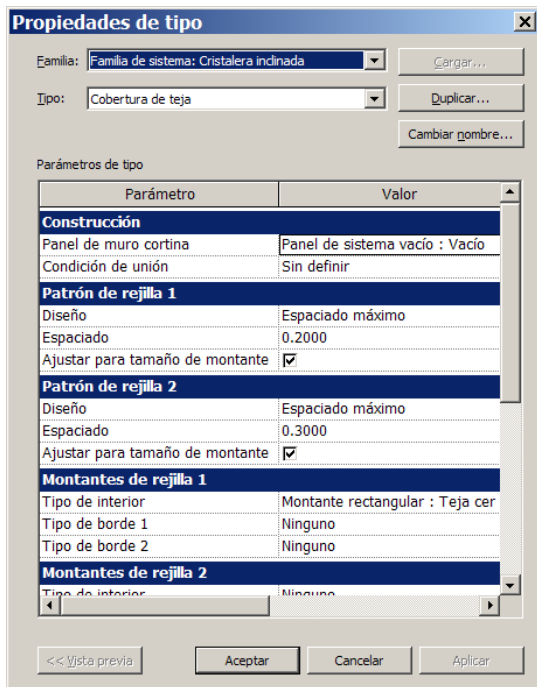 Propiedades de tipo
Familia: Familia de sistema: Cristalera inclinada Cargar...
Tipo: Cobertura de teja Duplicar...
Cambiar nombre...
Parámetros de tipo
Parámetro Valor
Construcción
Panel de muro cortina Panel de sistema vacío : Vacío
Condición de unión Sin definir
Patrón de rejilla 1
Diseño Espaciado máximo
Espaciado 0.2000
Ajustar para tamaño de montante
Patrón de rejilla 2
Diseño Espaciado máximo
Espaciado 0.3000
Ajustar para tamaño de montante
Montantes de rejilla 1
Tipo de interior Montante rectangular : Teja cer
Tipo de borde 1 Ninguno
Tipo de borde 2 Ninguno
Montantes de rejilla 2
Tipo de interior Ninguno
<< Vista previa Aceptar Cancelar Aplicar